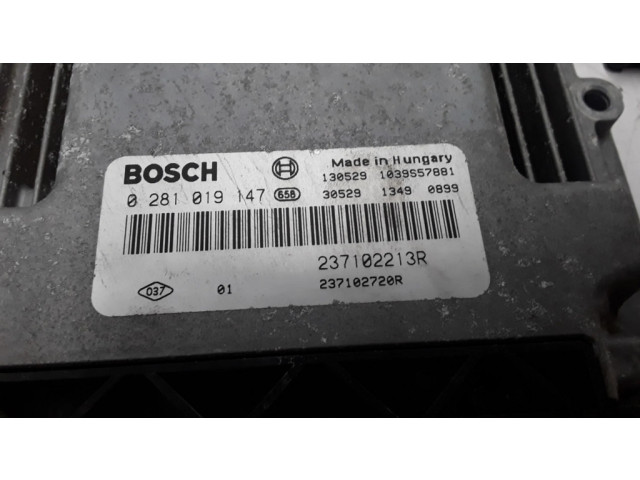 BOSCH
Made in Hungary
130529 1039S57881
0 281 019 147 658 30529 1349 0899
237102213R
037 01 237102720R